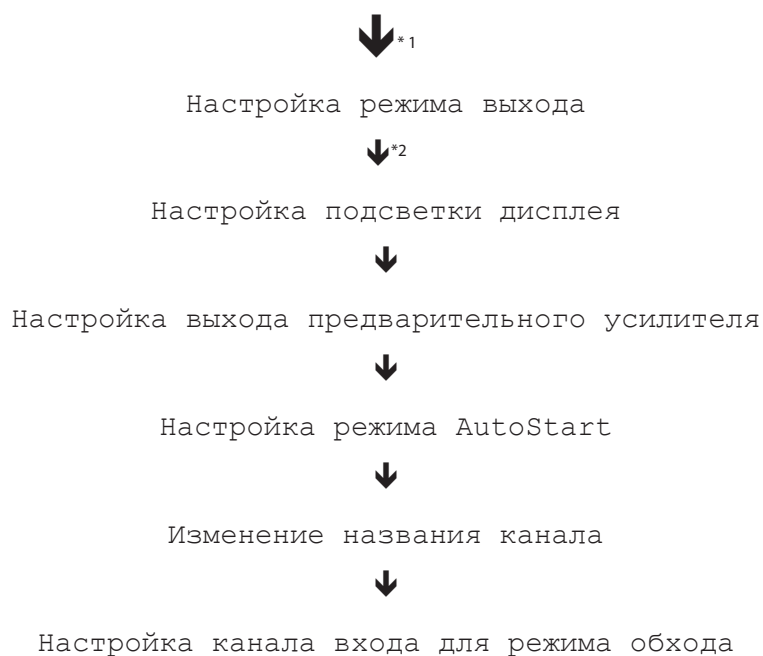 * 1
Настройка режима выхода
*2
Настройка подсветки дисплея
Настройка выхода предварительного усилителя
Настройка режима AutoStart
Изменение названия канала
Настройка канала входа для режима обхода